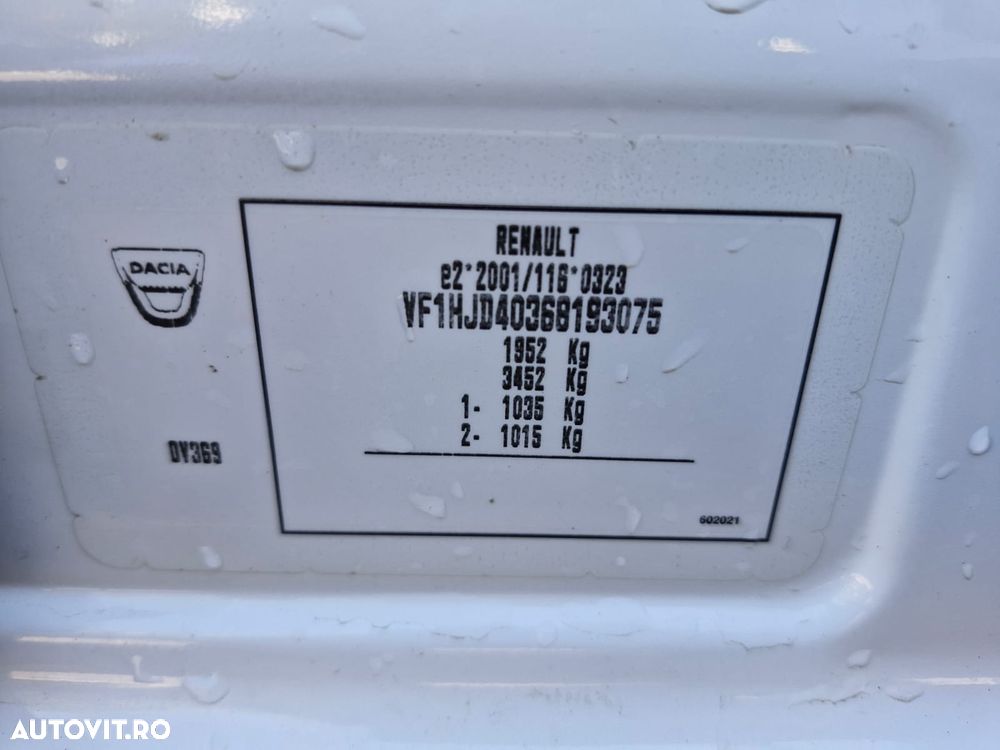 DACIA
RENAULT
e2*2001/116*0323
VF1HJD40368193075
1952 Kg
3452 Kg
1- 1035 Kg
2- 1015 Kg
DV369
602021
AUTOVIT.RO